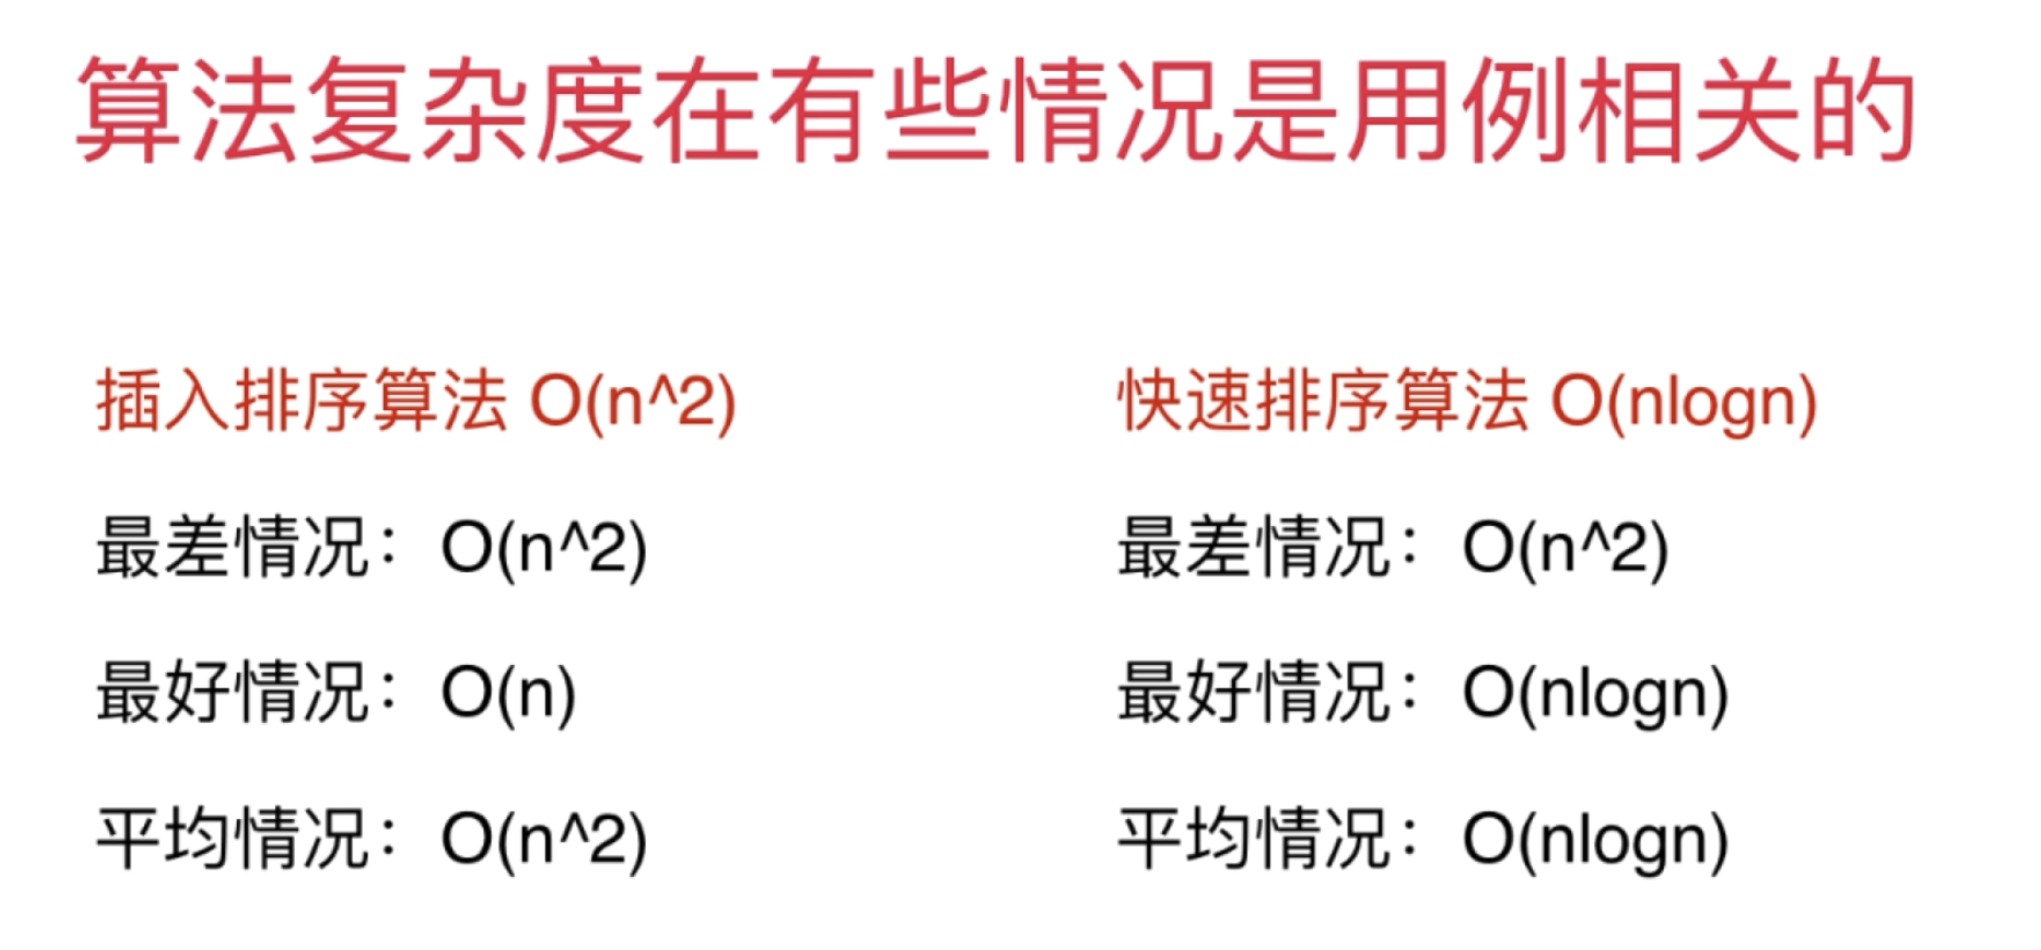 算法复杂度在有些情况是用例相关的
插入排序算法 O(n^2)
最差情况：O(n^2)
最好情况：O(n)
平均情况：O(n^2)
快速排序算法 O(nlogn)
最差情况：O(n^2)
最好情况：O(nlogn)
平均情况：O(nlogn)